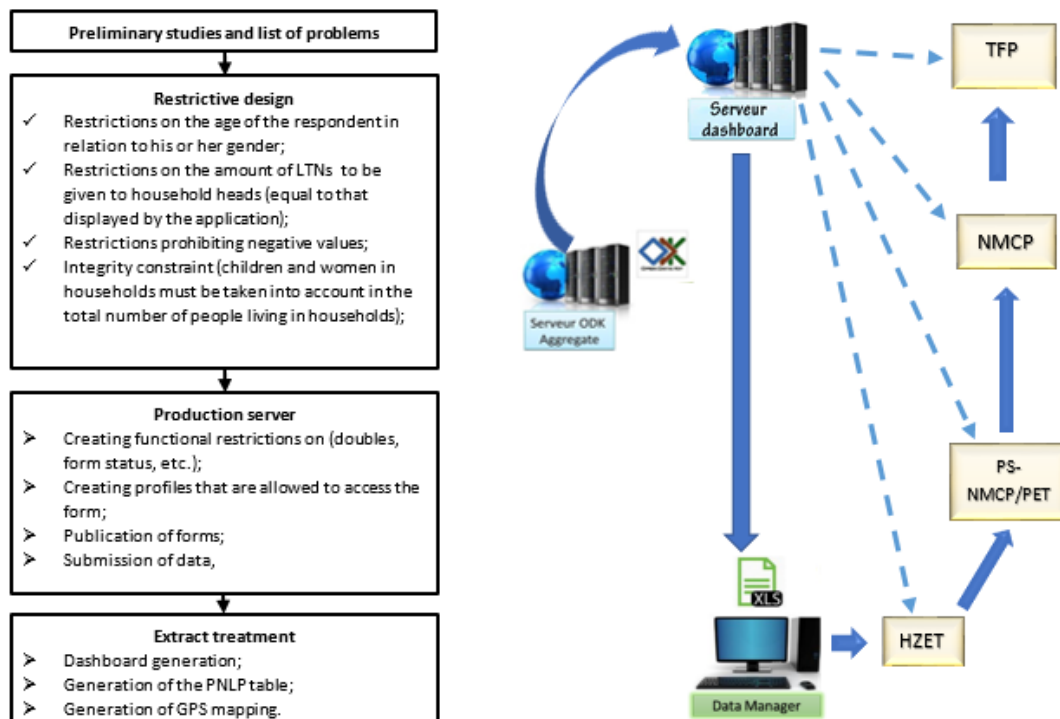 Preliminary studies and list of problems
Restrictive design
✓ Restrictions on the age of the respondent in
relation to his or her gender;
✓ Restrictions on the amount of LTNs to be
given to household heads (equal to that
displayed by the application);
✓ Restrictions prohibiting negative values;
✓ Integrity constraint (children and women in
households must be taken into account in the
total number of people living in households);
Production server
➢ Creating functional restrictions on (doubles,
form status, etc.);
➢ Creating profiles that are allowed to access the
form;
➢ Publication of forms;
➢ Submission of data,
Extract treatment
➢ Dashboard generation;
➢ Generation of the PNLP table;
➢ Generation of GPS mapping.
Serveur
dashboard
TFP
NMCP
ODK
Serveur ODK
Aggregate
PS-
NMCP/PET
XLS
HZET
Data Manager